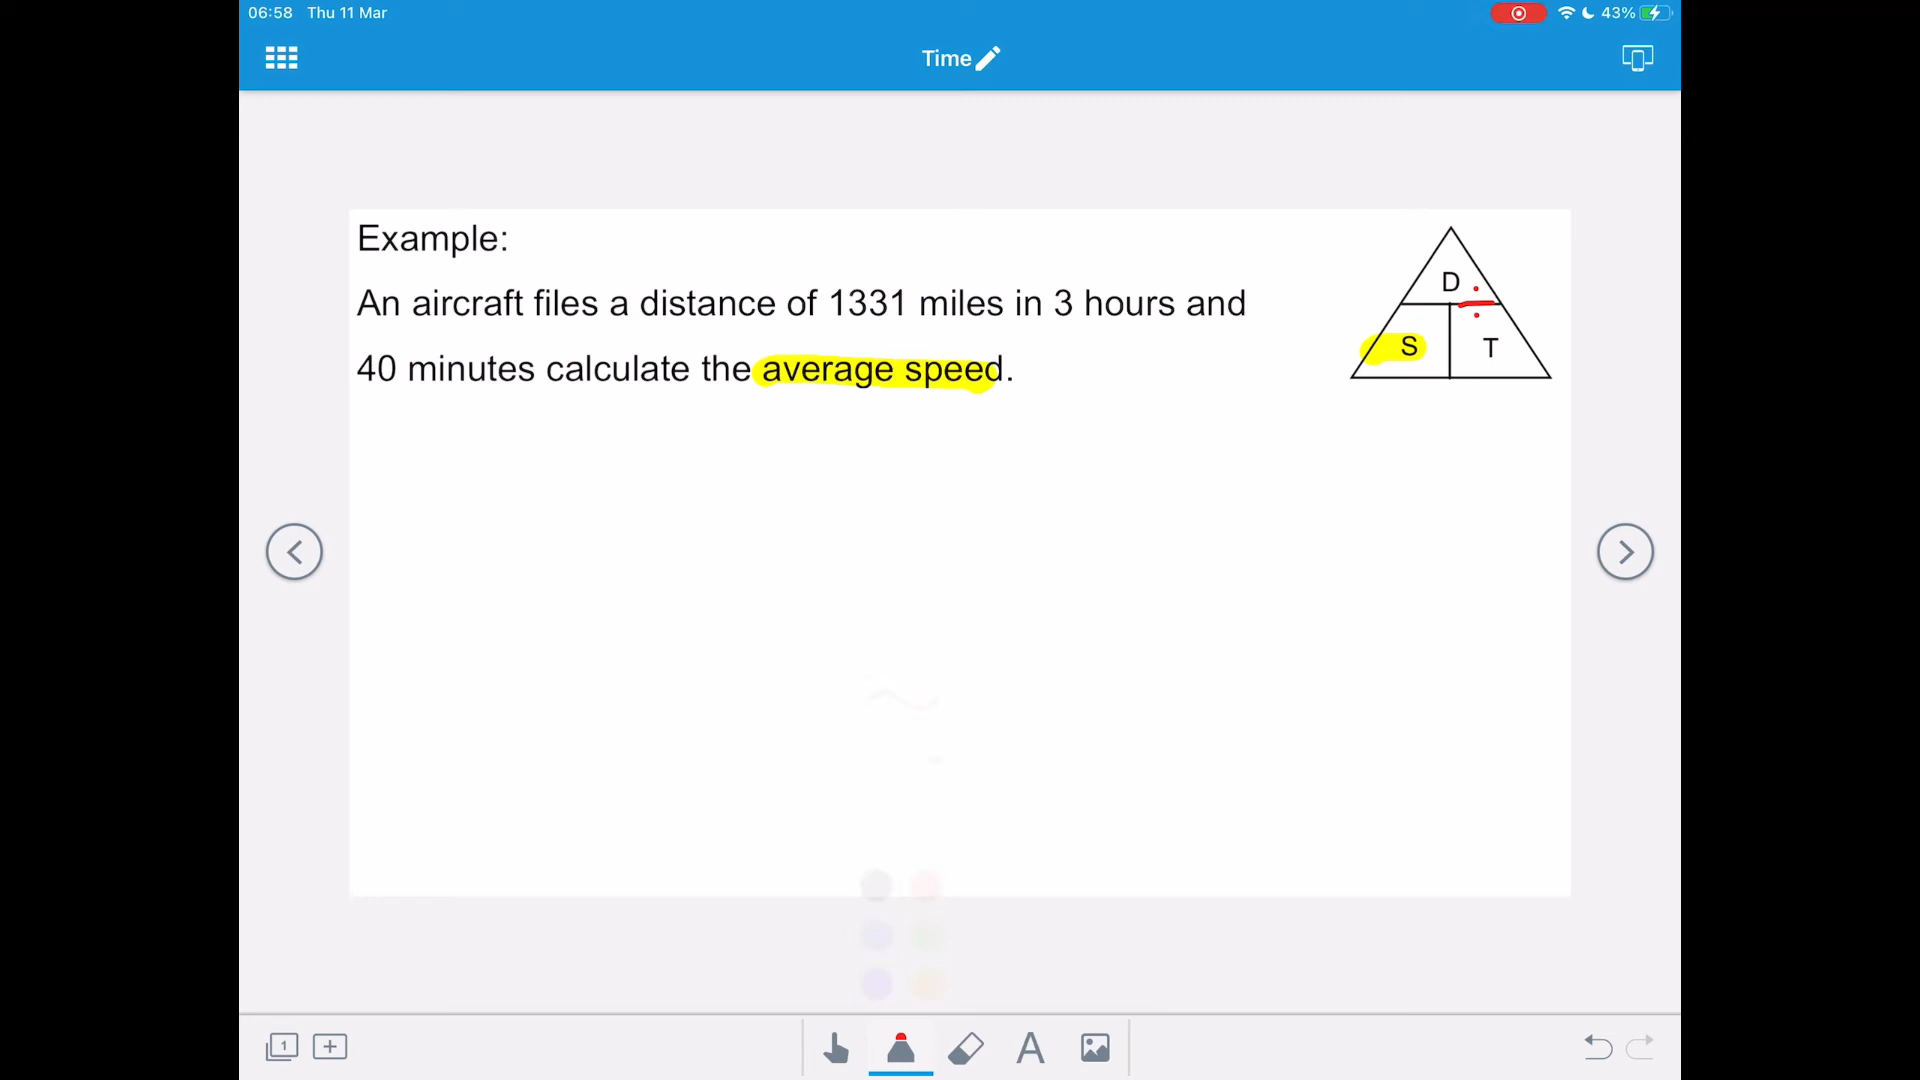 06:58 Thu 11 Mar
43%
Time
Example:
An aircraft files a distance of 1331 miles in 3 hours and
40 minutes calculate the average speed.
D
S T
1
A